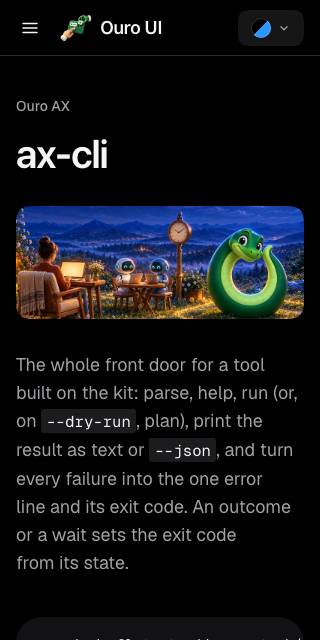 Ouro UI
Ouro AX
ax-cli
The whole front door for a tool
built on the kit: parse, help, run (or,
on --dry-run, plan), print the
result as text or --json, and turn
every failure into the one error
line and its exit code. An outcome
or a wait sets the exit code
from its state.